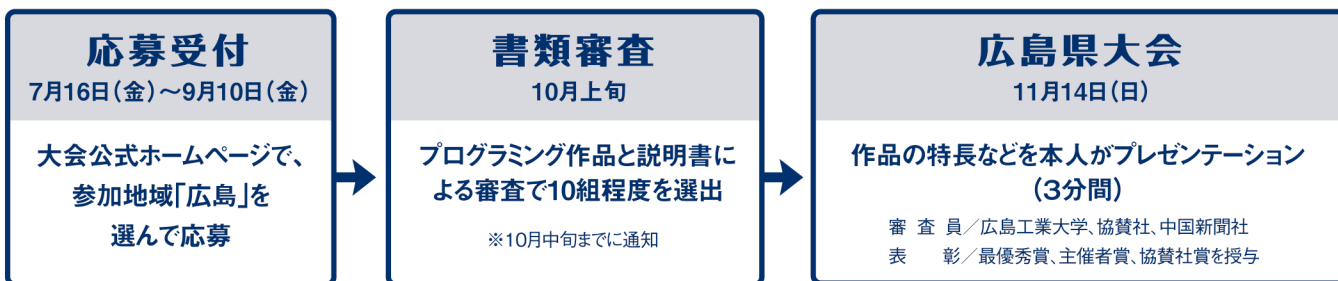 応募受付
7月16日(金)～9月10日(金)
大会公式ホームページで、
参加地域「広島」を
選んで応募
書類審査
10月上旬
プログラミング作品と説明書に
よる審査で10組程度を選出
※10月中旬までに通知
広島県大会
11月14日(日)
作品の特長などを本人がプレゼンテーション
(3分間)
審査員／広島工業大学、協賛社、中国新聞社
表彰／最優秀賞、主催者賞、協賛社賞を授与